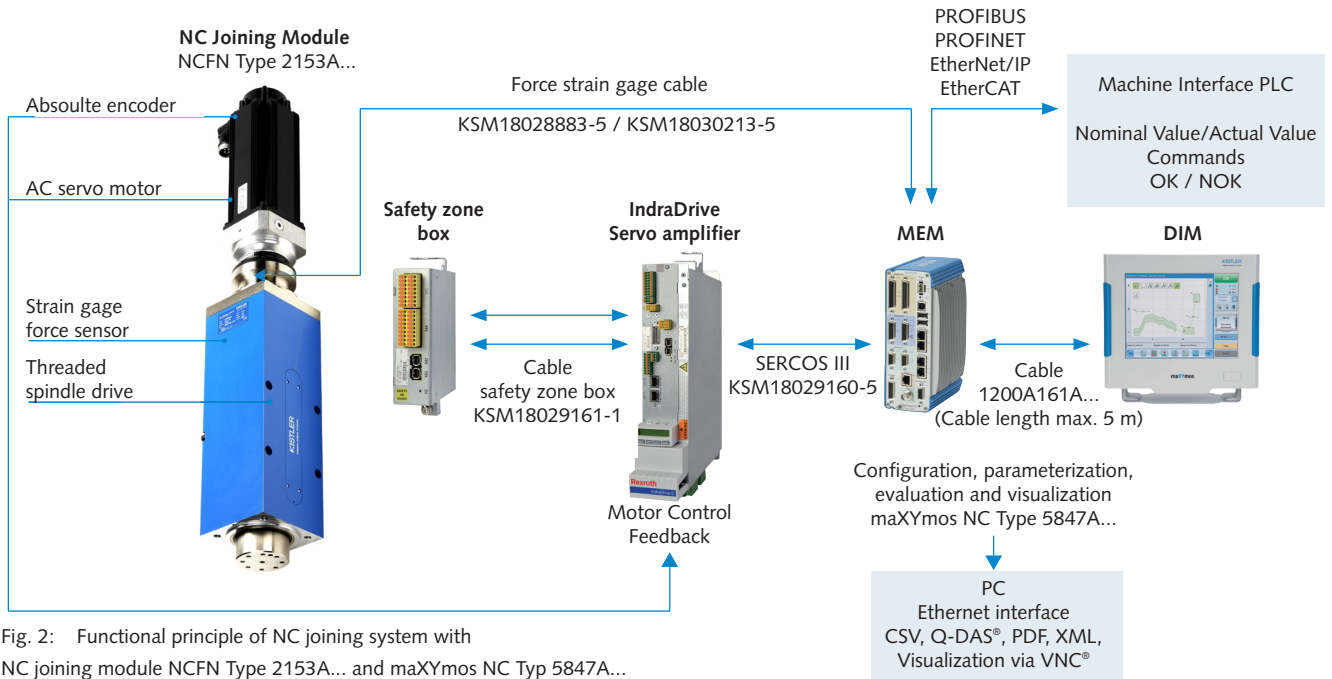 NC Joining Module
NCFN Type 2153A...
Absoulte encoder
AC servo motor
Strain gage
force sensor
Threaded
spindle drive
KISTLER
Force strain gage cable
KSM18028883-5 / KSM18030213-5
PROFIBUS
PROFINET
EtherNet/IP
EtherCAT
Machine Interface PLC
Nominal Value/Actual Value
Commands
OK / NOK
Safety zone
box
Cable
safety zone box
KSM18029161-1
IndraDrive
Servo amplifier
Rexroth
Motor Control
Feedback
SERCOS III
KSM18029160-5
MEM
Cable
1200A161A...
(Cable length max. 5 m)
DIM
KISTLER
maXYmos
Configuration, parameterization,
evaluation and visualization
maXYmos NC Type 5847A...
PC
Ethernet interface
CSV, Q-DAS®, PDF, XML,
Visualization via VNC®
Fig. 2: Functional principle of NC joining system with
NC joining module NCFN Type 2153A... and maXYmos NC Typ 5847A...